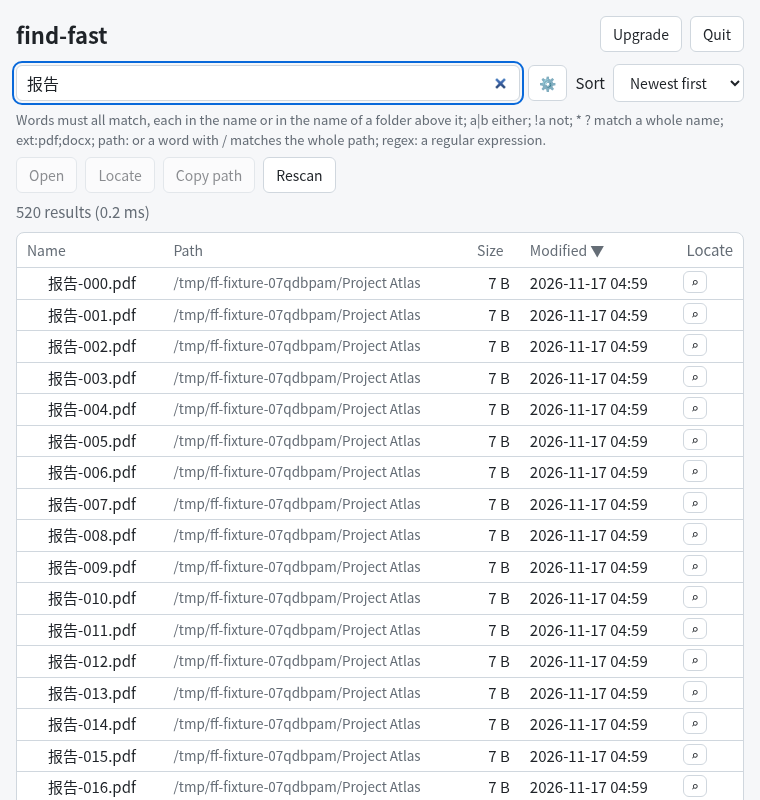 find-fast
Upgrade Quit
报告
Sort Newest first
Words must all match, each in the name or in the name of a folder above it; a|b either; !a not; * ? match a whole name;
ext:pdf;docx; path: or a word with / matches the whole path; regex: a regular expression.
Open Locate Copy path Rescan
520 results (0.2 ms)
Name Path Size Modified ▼ Locate
报告-000.pdf /tmp/ff-fixture-07qdbpam/Project Atlas 7 B 2026-11-17 04:59
报告-001.pdf /tmp/ff-fixture-07qdbpam/Project Atlas 7 B 2026-11-17 04:59
报告-002.pdf /tmp/ff-fixture-07qdbpam/Project Atlas 7 B 2026-11-17 04:59
报告-003.pdf /tmp/ff-fixture-07qdbpam/Project Atlas 7 B 2026-11-17 04:59
报告-004.pdf /tmp/ff-fixture-07qdbpam/Project Atlas 7 B 2026-11-17 04:59
报告-005.pdf /tmp/ff-fixture-07qdbpam/Project Atlas 7 B 2026-11-17 04:59
报告-006.pdf /tmp/ff-fixture-07qdbpam/Project Atlas 7 B 2026-11-17 04:59
报告-007.pdf /tmp/ff-fixture-07qdbpam/Project Atlas 7 B 2026-11-17 04:59
报告-008.pdf /tmp/ff-fixture-07qdbpam/Project Atlas 7 B 2026-11-17 04:59
报告-009.pdf /tmp/ff-fixture-07qdbpam/Project Atlas 7 B 2026-11-17 04:59
报告-010.pdf /tmp/ff-fixture-07qdbpam/Project Atlas 7 B 2026-11-17 04:59
报告-011.pdf /tmp/ff-fixture-07qdbpam/Project Atlas 7 B 2026-11-17 04:59
报告-012.pdf /tmp/ff-fixture-07qdbpam/Project Atlas 7 B 2026-11-17 04:59
报告-013.pdf /tmp/ff-fixture-07qdbpam/Project Atlas 7 B 2026-11-17 04:59
报告-014.pdf /tmp/ff-fixture-07qdbpam/Project Atlas 7 B 2026-11-17 04:59
报告-015.pdf /tmp/ff-fixture-07qdbpam/Project Atlas 7 B 2026-11-17 04:59
报告-016.pdf /tmp/ff-fixture-07qdbpam/Project Atlas 7 B 2026-11-17 04:59